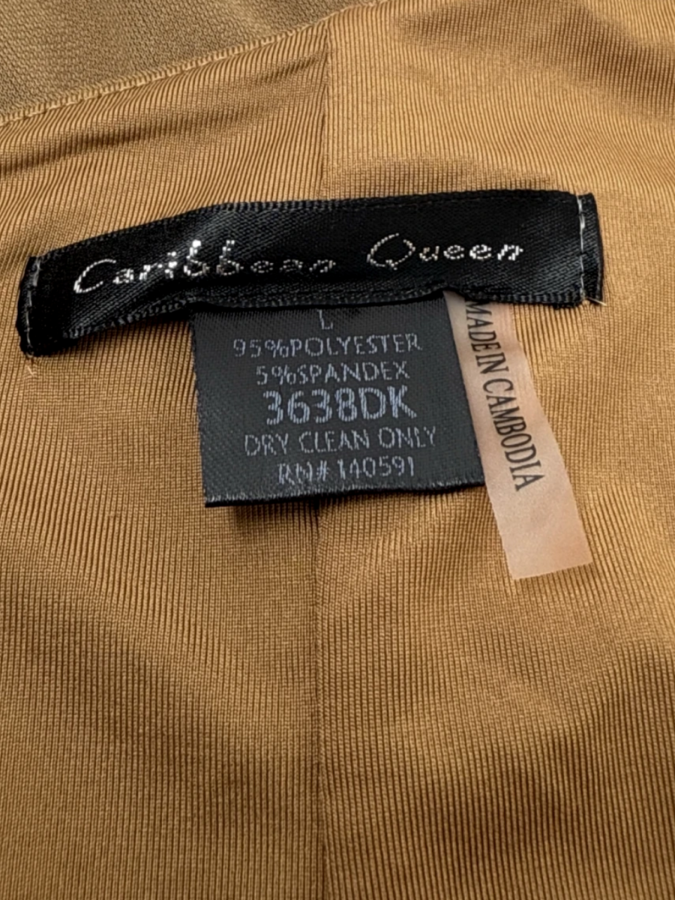 Caribbean Queen
L
95%POLYESTER
5%SPANDEX
3638DK
DRY CLEAN ONLY
RN#140591
MADE IN CAMBODIA